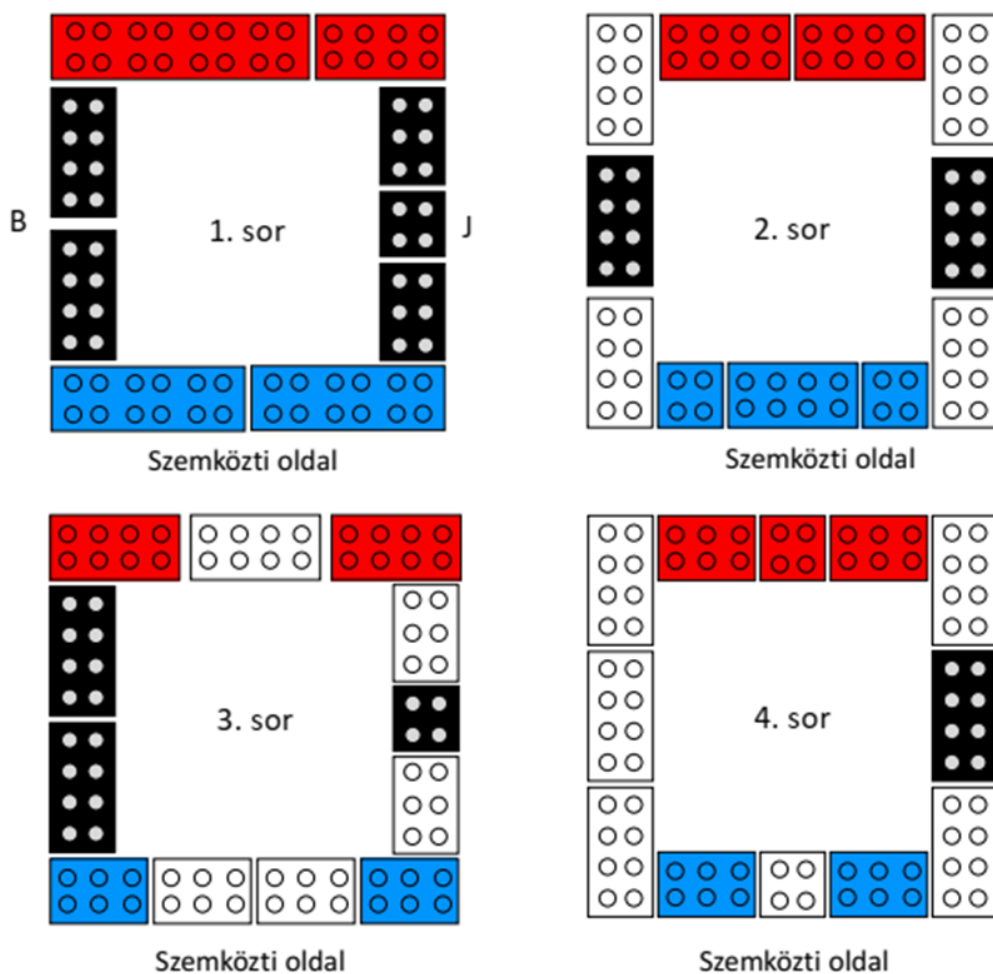 B
1. sor
J
2. sor
Szemközti oldal
Szemközti oldal
3. sor
4. sor
Szemközti oldal
Szemközti oldal